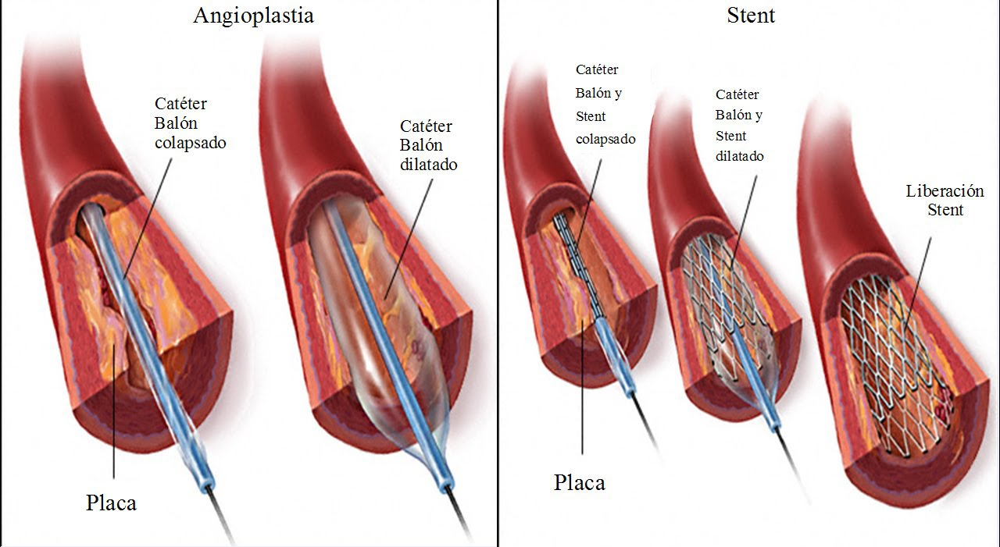 Angioplastia
Catéter
Balón
colapsado
Catéter
Balón
dilatado
Placa
Stent
Catéter
Balón y
Stent
colapsado
Catéter
Balón y
Stent
dilatado
Liberación
Stent
Placa